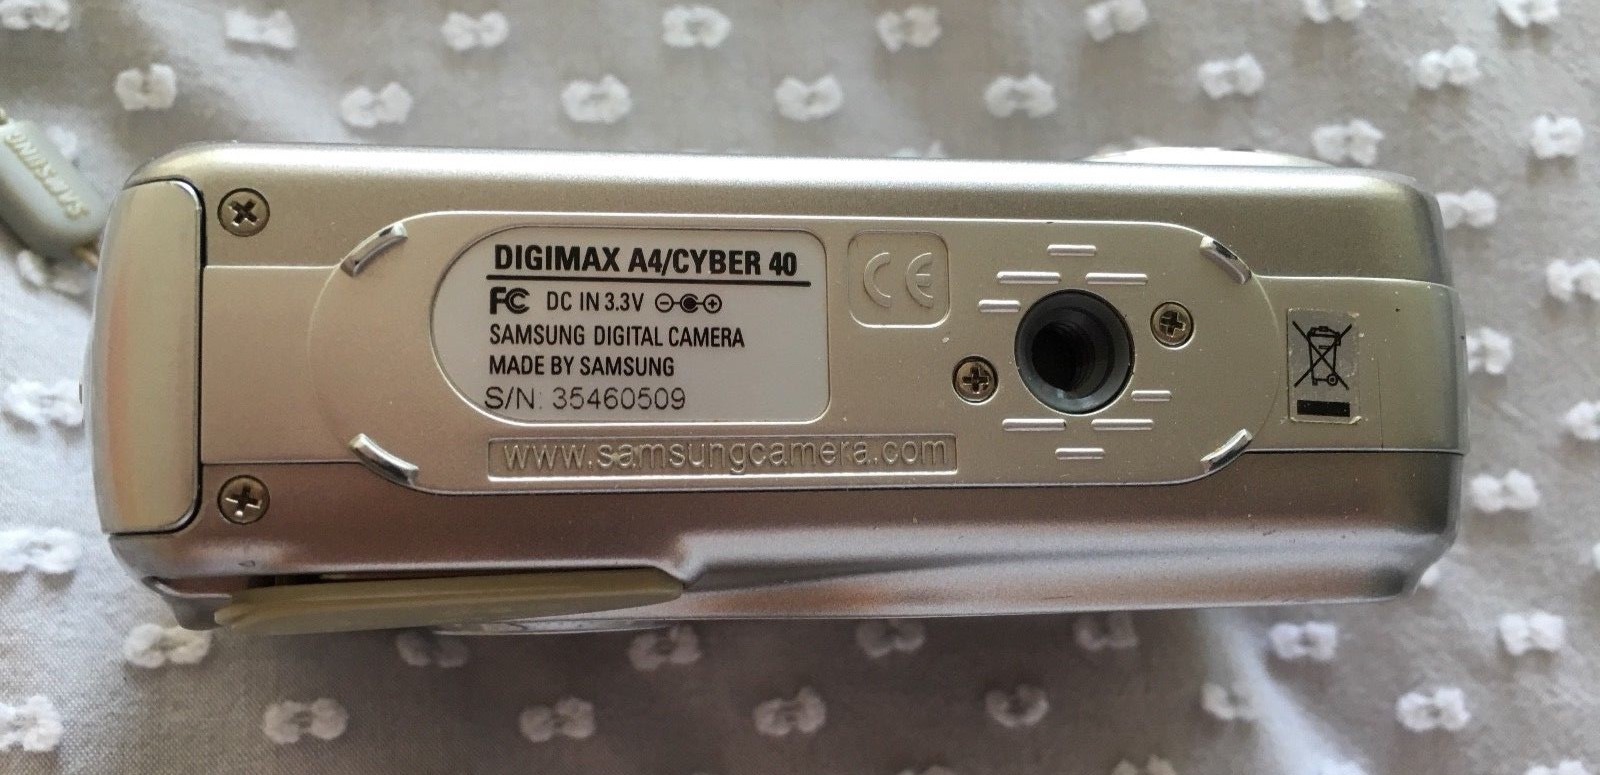 DIGIMAX A4/CYBER 40
FC DC IN 3.3V
SAMSUNG DIGITAL CAMERA
MADE BY SAMSUNG
S/N: 35460509
CE
www.samsungcamera.com
SAMSUNG